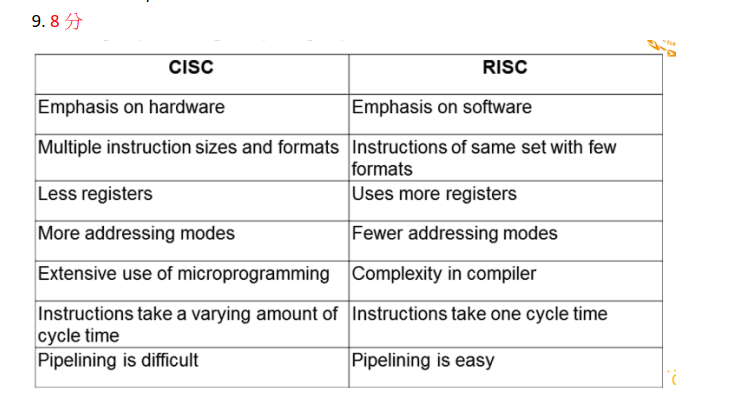 9. 8 分
CISC RISC
Emphasis on hardware Emphasis on software
Multiple instruction sizes and formats Instructions of same set with few
formats
Less registers Uses more registers
More addressing modes Fewer addressing modes
Extensive use of microprogramming Complexity in compiler
Instructions take a varying amount of Instructions take one cycle time
cycle time
Pipelining is difficult Pipelining is easy